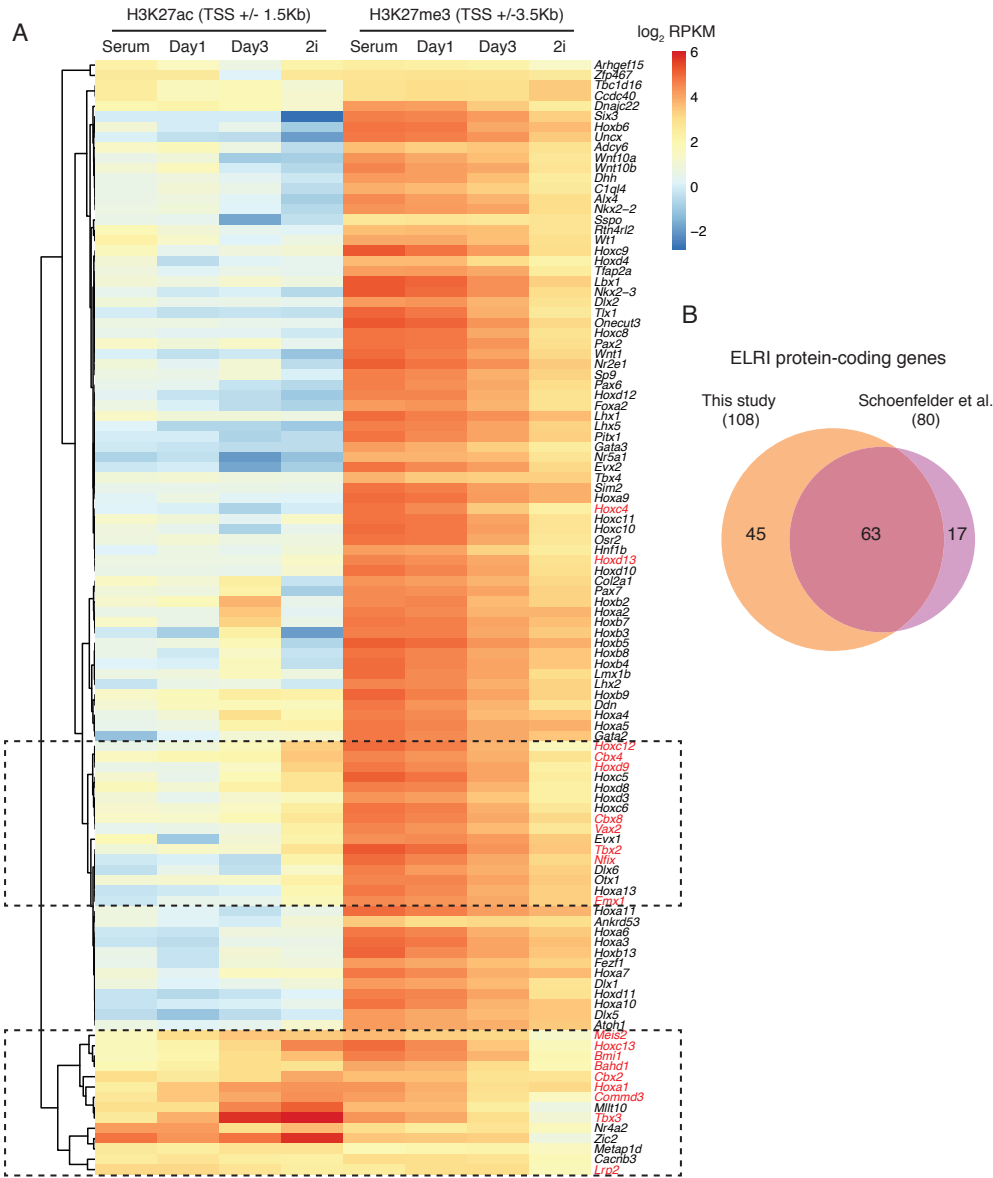 A
H3K27ac (TSS +/- 1.5Kb)
H3K27me3 (TSS +/-3.5Kb)
Serum Day1 Day3 2i Serum Day1 Day3 2i
log2 RPKM
6
4
2
0
−2
Arhgef15
Zfp467
Tbc1d16
Ccdc40
Dnajc22
Six3
Hoxb6
Uncx
Adcy6
Wnt10a
Wnt10b
Dhh
C1ql4
Alx4
Nkx2−2
Sspo
Rtn4rl2
Wt1
Hoxc9
Hoxd4
Tfap2a
Lbx1
Nkx2−3
Dlx2
Tlx1
Onecut3
Hoxc8
Pax2
Wnt1
Nr2e1
Sp9
Pax6
Hoxd12
Foxa2
Lhx1
Lhx5
Pitx1
Gata3
Nr5a1
Evx2
Tbx4
Sim2
Hoxa9
Hoxc4
Hoxc11
Hoxc10
Osr2
Hnf1b
Hoxd13
Hoxd10
Col2a1
Pax7
Hoxb2
Hoxa2
Hoxb7
Hoxb3
Hoxb5
Hoxb8
Hoxb4
Lmx1b
Lhx2
Hoxb9
Ddn
Hoxa4
Hoxa5
Gata2
Hoxc12
Cbx4
Hoxd9
Hoxc5
Hoxd8
Hoxd3
Hoxc6
Cbx8
Vax2
Evx1
Tbx2
Nfix
Dlx6
Otx1
Hoxa13
Emx1
Hoxa11
Ankrd53
Hoxa6
Hoxa3
Hoxb13
Fezf1
Hoxa7
Dlx1
Hoxd11
Hoxa10
Dlx5
Atoh1
Meis2
Hoxc13
Bmi1
Bahd1
Cbx2
Hoxa1
Commd3
Mllt10
Tbx3
Nr4a2
Zic2
Metap1d
Cacnb3
Lrp2
B
ELRI protein-coding genes
This study
(108)
Schoenfelder et al.
(80)
45
63
17